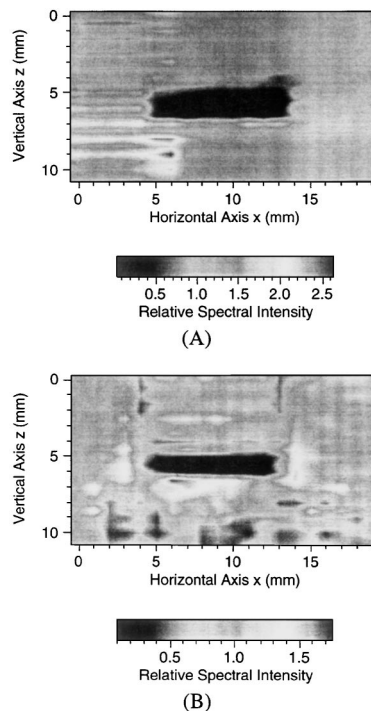 0
5
10
Vertical Axis z (mm)
0 5 10 15
Horizontal Axis x (mm)
0.5 1.0 1.5 2.0 2.5
Relative Spectral Intensity
(A)
0
5
10
Vertical Axis z (mm)
0 5 10 15
Horizontal Axis x (mm)
0.5 1.0 1.5
Relative Spectral Intensity
(B)